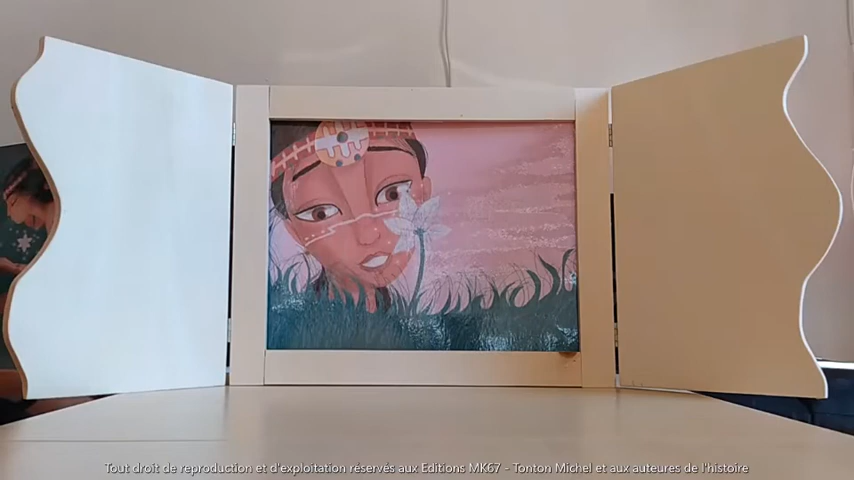 Tout droit de reproduction et d'exploitation réservés aux Editions MK67 - Tonton Michel et aux auteures de l'histoire